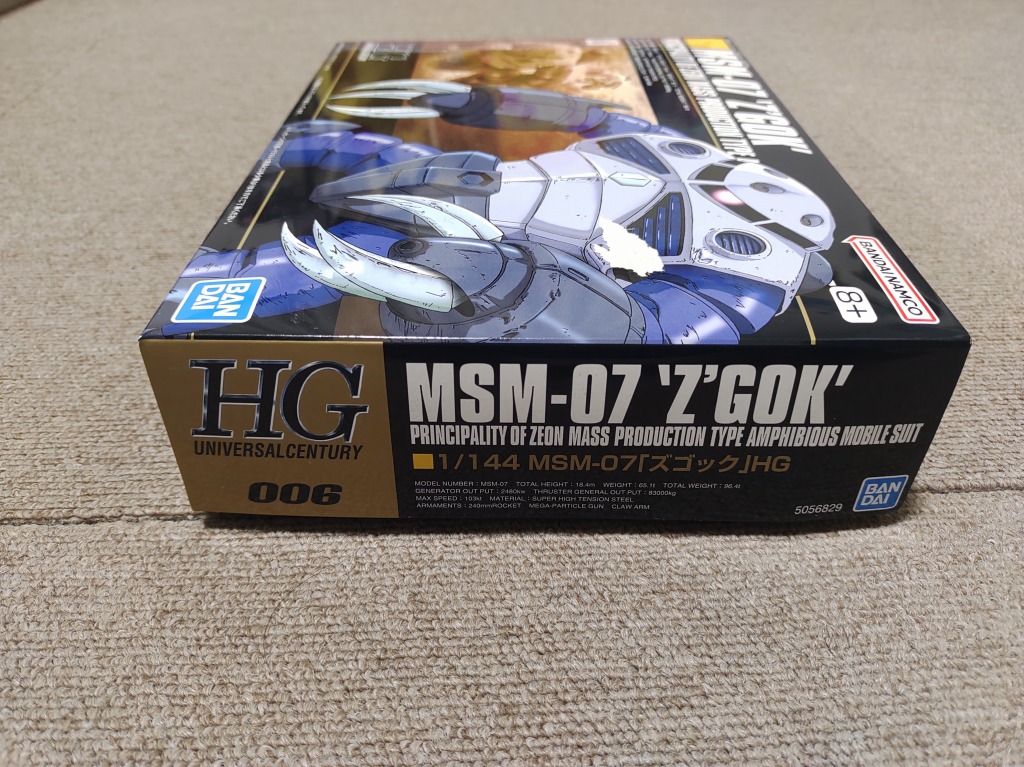 HG
MSM-07 'Z'GOK'
BAN
DAI
8+
BANDAI NAMCO
HG
UNIVERSAL CENTURY
006
MSM-07 'Z'GOK'
PRINCIPALITY OF ZEON MASS PRODUCTION TYPE AMPHIBIOUS MOBILE SUIT
1/144 MSM-07「ズゴック」HG
MODEL NUMBER : MSM-07 TOTAL HEIGHT : 18.4m WEIGHT : 65.1t TOTAL WEIGHT : 96.4t
GENERATOR OUT PUT : 2480kw THRUSTER GENERAL OUT PUT : 83000kg
MAX SPEED : 103kt MATERIAL : SUPER HIGH TENSION STEEL
ARMAMENTS : 240mmROCKET MEGA-PARTICLE GUN CLAW ARM
5056829
BAN
DAI